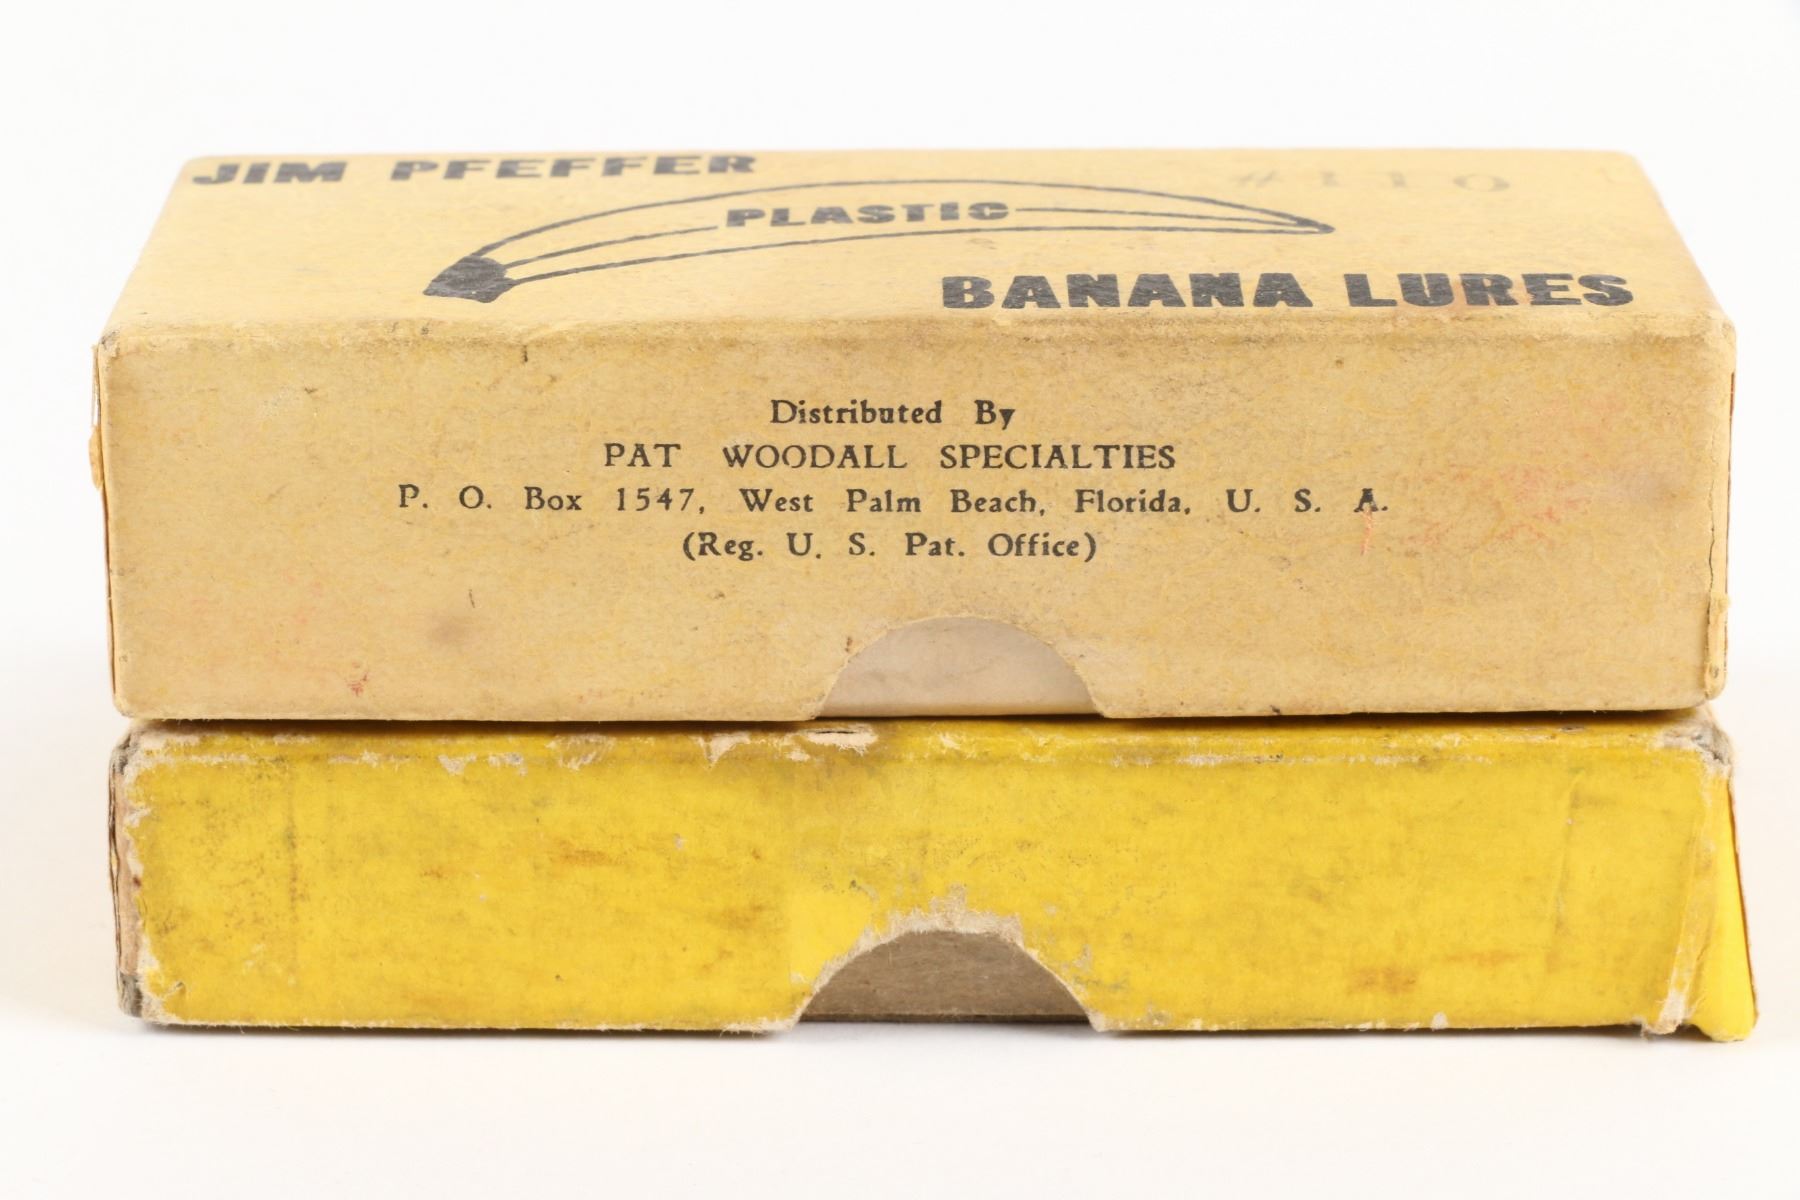 JIM PFEFFER
#110
PLASTIC
BANANA LURES
Distributed By
PAT WOODALL SPECIALTIES
P. O. Box 1547, West Palm Beach, Florida, U. S. A.
(Reg. U. S. Pat. Office)